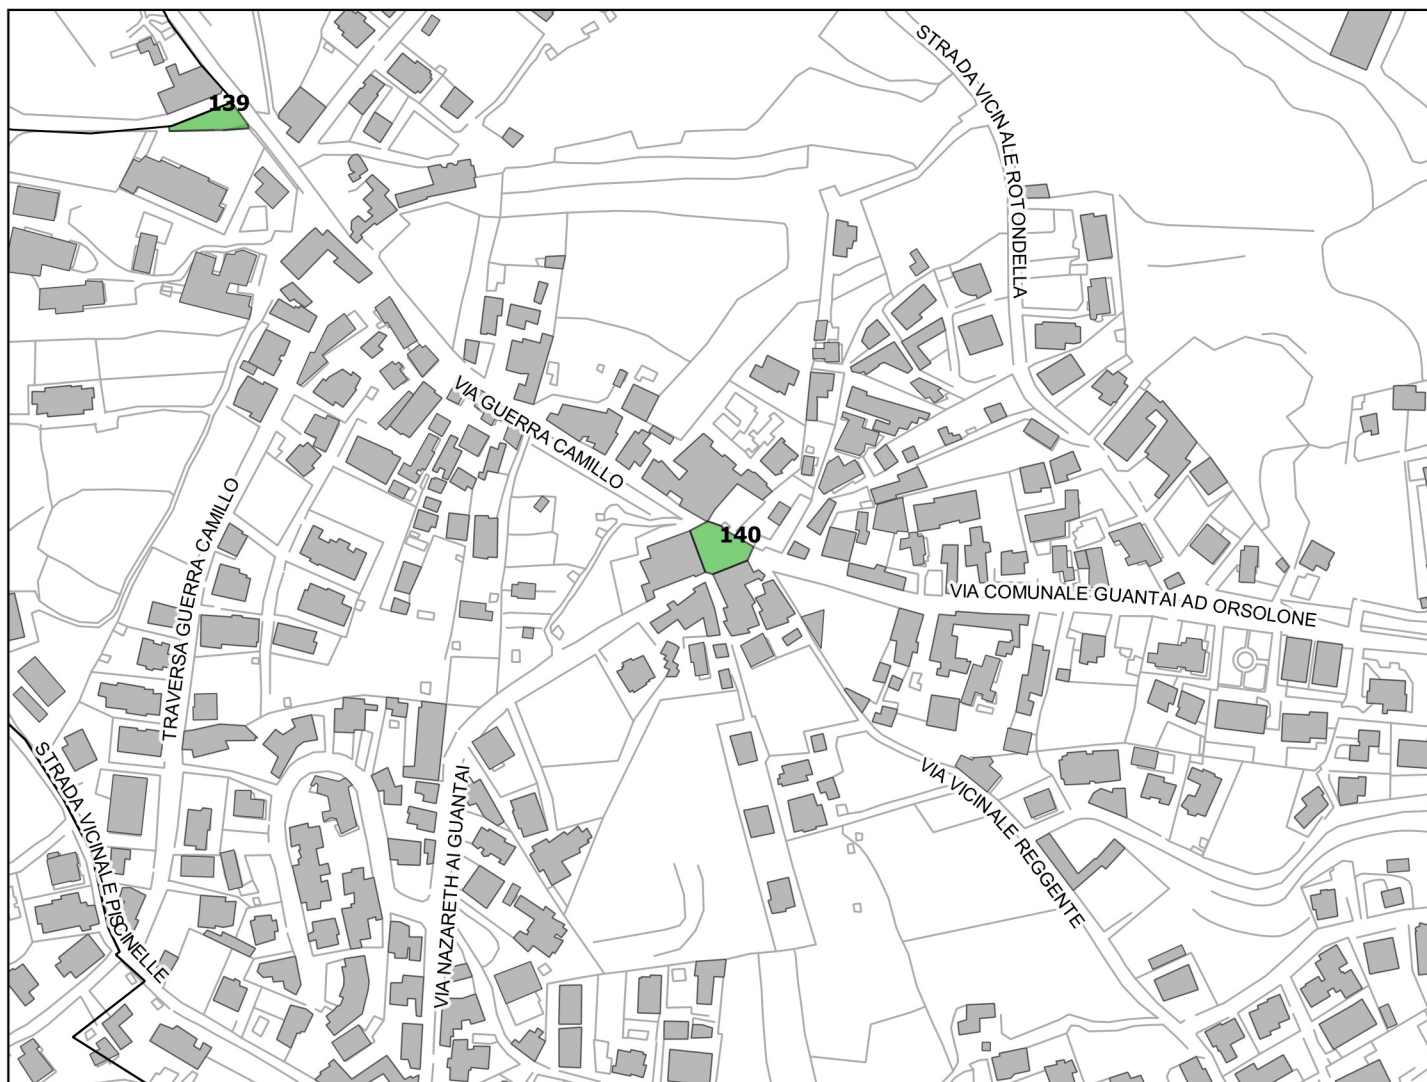 STRADA VICINALE ROTONDELLA
139
VIA GUERRA CAMILLO
TRAVERSA GUERRA CAMILLO
140
VIA COMUNALE GUANTAI AD ORSOLONE
STRADA VICINALE PISCINELLE
VIA NAZARETH AI GUANTAI
VIA VICINALE REGGENTE